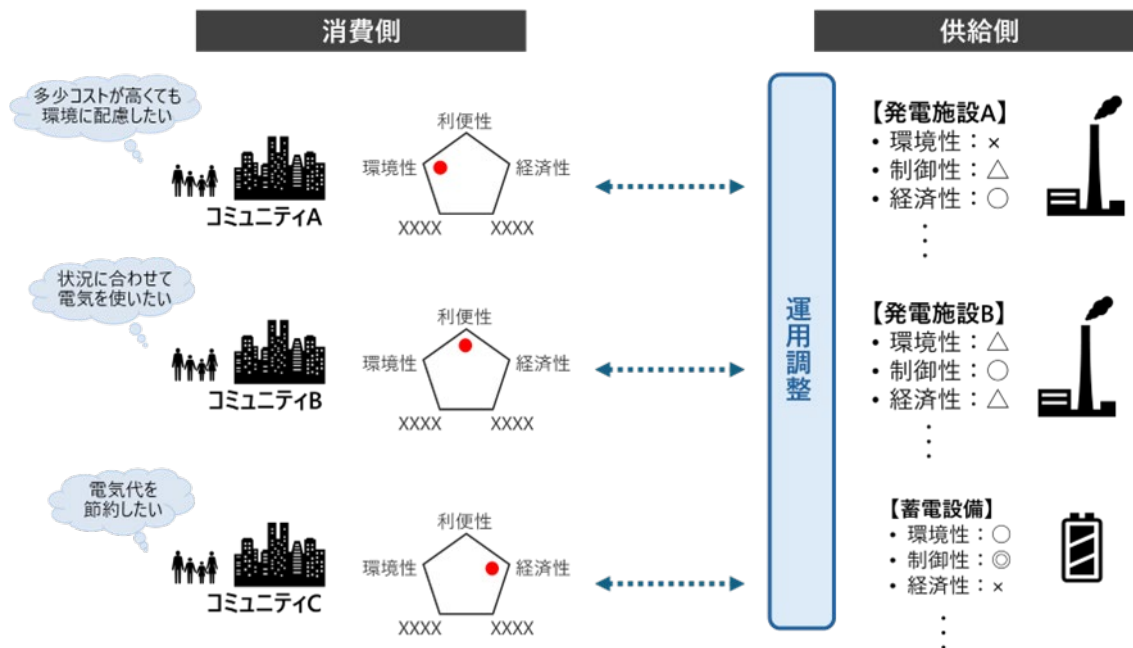 消費側
供給側
多少コストが高くても
環境に配慮したい
コミュニティA
利便性
環境性
経済性
XXXX
XXXX
状況に合わせて
電気を使いたい
コミュニティB
利便性
環境性
経済性
XXXX
XXXX
電気代を
節約したい
コミュニティC
利便性
環境性
経済性
XXXX
XXXX
運用調整
【発電施設A】
• 環境性：×
• 制御性：△
• 経済性：○
⋮
【発電施設B】
• 環境性：△
• 制御性：○
• 経済性：△
⋮
【蓄電設備】
• 環境性：○
• 制御性：◎
• 経済性：×
⋮